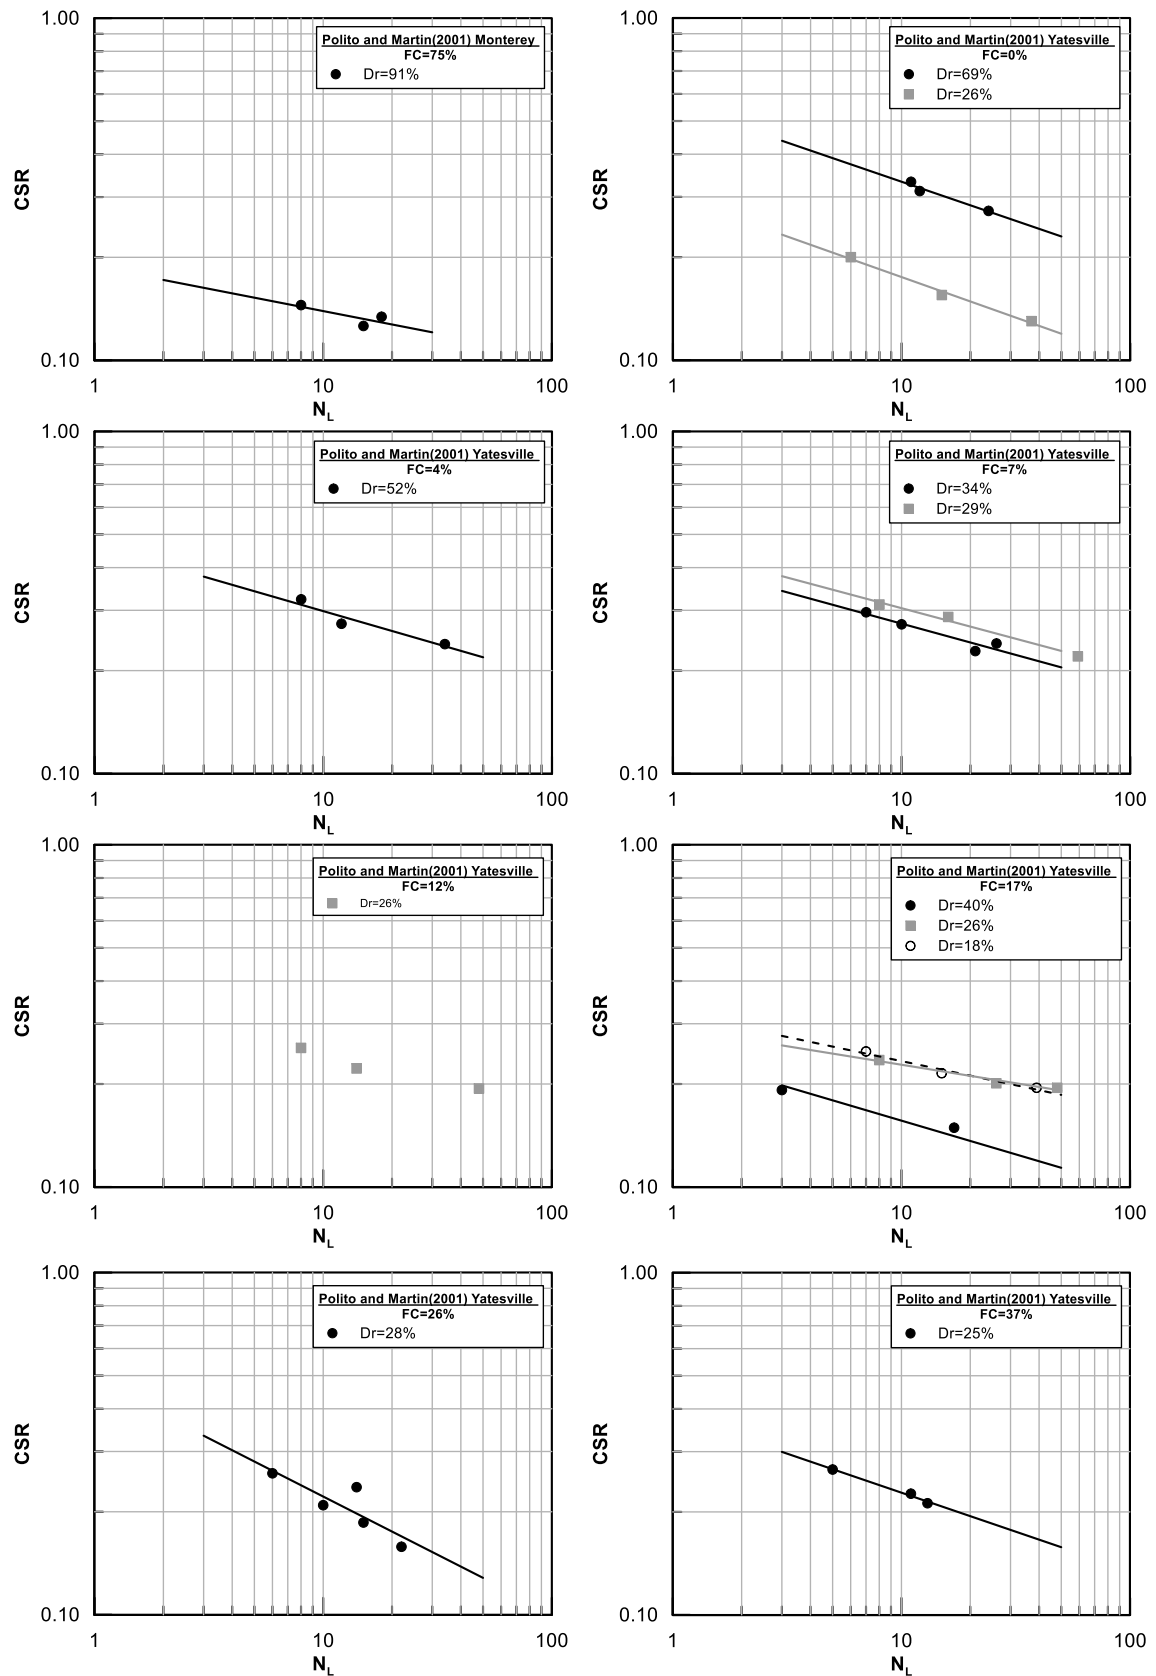 1.00
Polito and Martin(2001) Monterey
FC=75%
Dr=91%
CSR
0.10
1 10 100
NL
1.00
Polito and Martin(2001) Yatesville
FC=0%
Dr=69%
Dr=26%
CSR
0.10
1 10 100
NL
1.00
Polito and Martin(2001) Yatesville
FC=4%
Dr=52%
CSR
0.10
1 10 100
NL
1.00
Polito and Martin(2001) Yatesville
FC=7%
Dr=34%
Dr=29%
CSR
0.10
1 10 100
NL
1.00
Polito and Martin(2001) Yatesville
FC=12%
Dr=26%
CSR
0.10
1 10 100
NL
1.00
Polito and Martin(2001) Yatesville
FC=17%
Dr=40%
Dr=26%
Dr=18%
CSR
0.10
1 10 100
NL
1.00
Polito and Martin(2001) Yatesville
FC=26%
Dr=28%
CSR
0.10
1 10 100
NL
1.00
Polito and Martin(2001) Yatesville
FC=37%
Dr=25%
CSR
0.10
1 10 100
NL